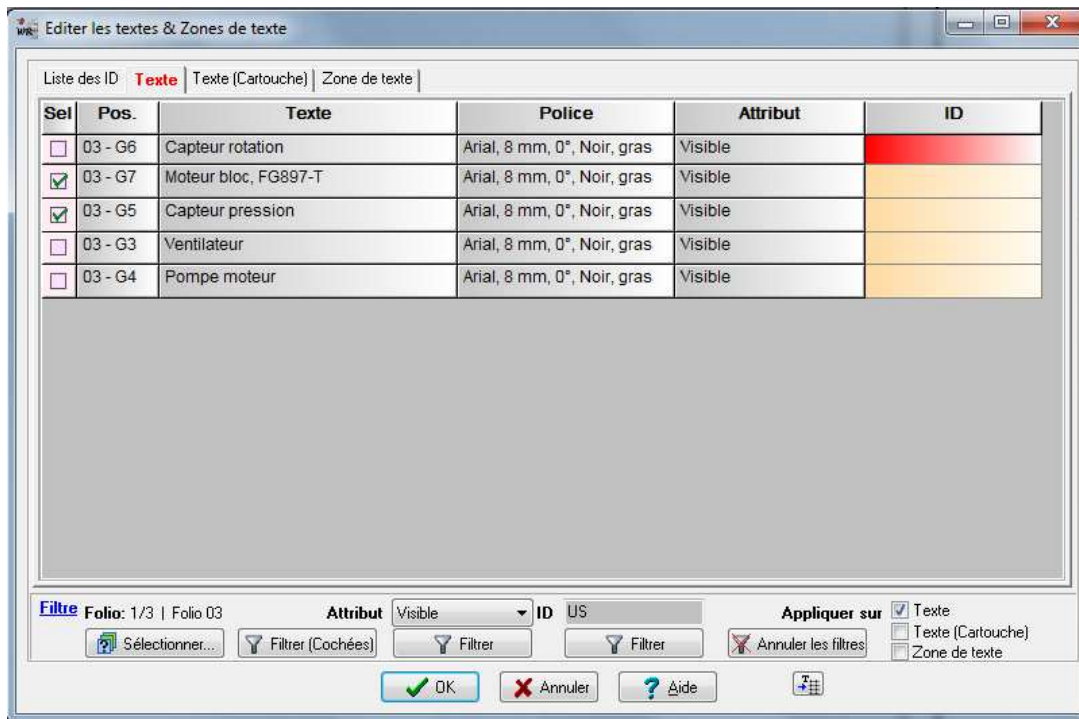 Editer les textes & Zones de texte
Liste des ID Texte Texte (Cartouche) Zone de texte
Sel Pos. Texte Police Attribut ID
03 - G6 Capteur rotation Arial, 8 mm, 0°, Noir, gras Visible
03 - G7 Moteur bloc, FG897-T Arial, 8 mm, 0°, Noir, gras Visible
03 - G5 Capteur pression Arial, 8 mm, 0°, Noir, gras Visible
03 - G3 Ventilateur Arial, 8 mm, 0°, Noir, gras Visible
03 - G4 Pompe moteur Arial, 8 mm, 0°, Noir, gras Visible
Filtre Folio: 1/3 | Folio 03 Attribut Visible ID US Appliquer sur Texte
Texte (Cartouche)
Sélectionner... Filtrer (Cochées) Filtrer Filtrer Annuler les filtres
Zone de texte
OK Annuler Aide